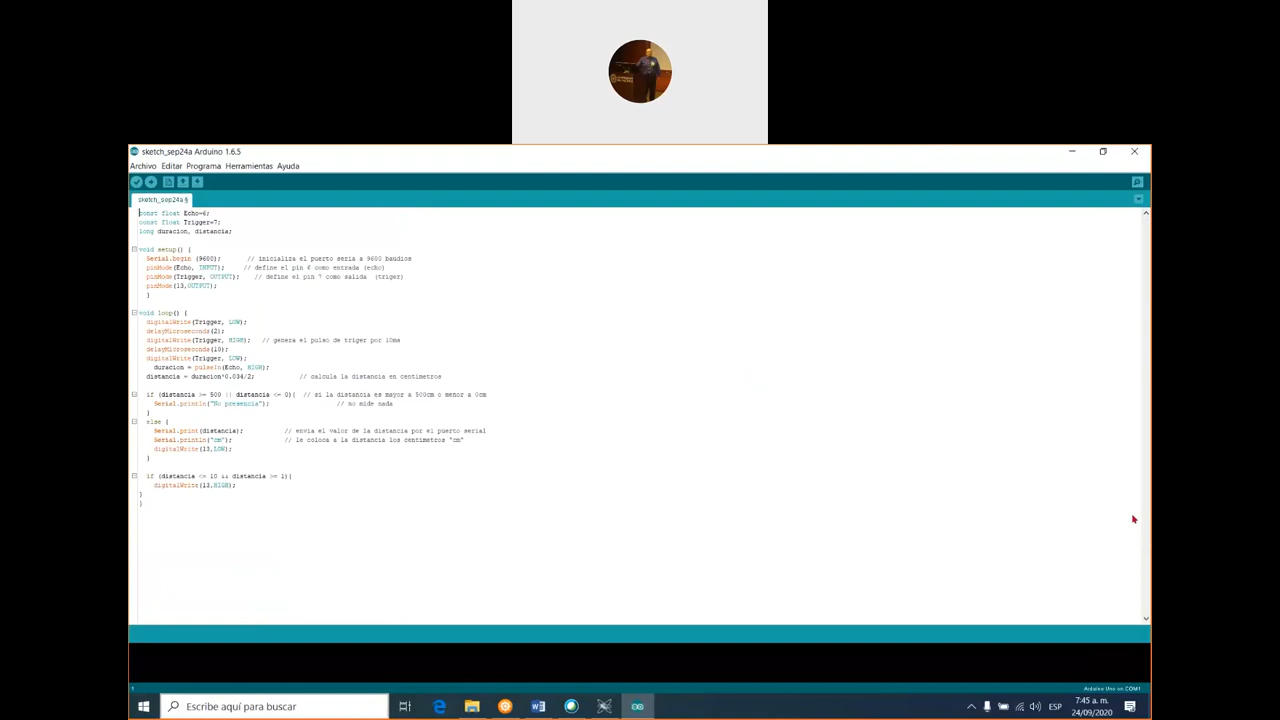 sketch_sep24a Arduino 1.6.5
Archivo Editar Programa Herramientas Ayuda
sketch_sep24a §
const float Echo=6;
const float Trigger=7;
long duracion, distancia;
void setup() {
Serial.begin (9600); // inicializa el puerto seria a 9600 baudios
pinMode(Echo, INPUT); // define el pin 6 como entrada (echo)
pinMode(Trigger, OUTPUT); // define el pin 7 como salida (triger)
pinMode(13,OUTPUT);
}
void loop() {
digitalWrite(Trigger, LOW);
delayMicroseconds(2);
digitalWrite(Trigger, HIGH); // genera el pulso de triger por 10ms
delayMicroseconds(10);
digitalWrite(Trigger, LOW);
duracion = pulseIn(Echo, HIGH);
distancia = duracion*0.034/2; // calcula la distancia en centimetros
if (distancia >= 500 || distancia <= 0){ // si la distancia es mayor a 500cm o menor a 0cm
Serial.println("No presencia"); // no mide nada
}
else {
Serial.print(distancia); // envia el valor de la distancia por el puerto serial
Serial.println("cm"); // le coloca a la distancia los centimetros "cm"
digitalWrite(13,LOW);
}
if (distancia <= 10 && distancia >= 1){
digitalWrite(13,HIGH);
}
}
1
Arduino Uno on COM1
Escribe aquí para buscar
ESP
7:45 a. m.
24/09/2020